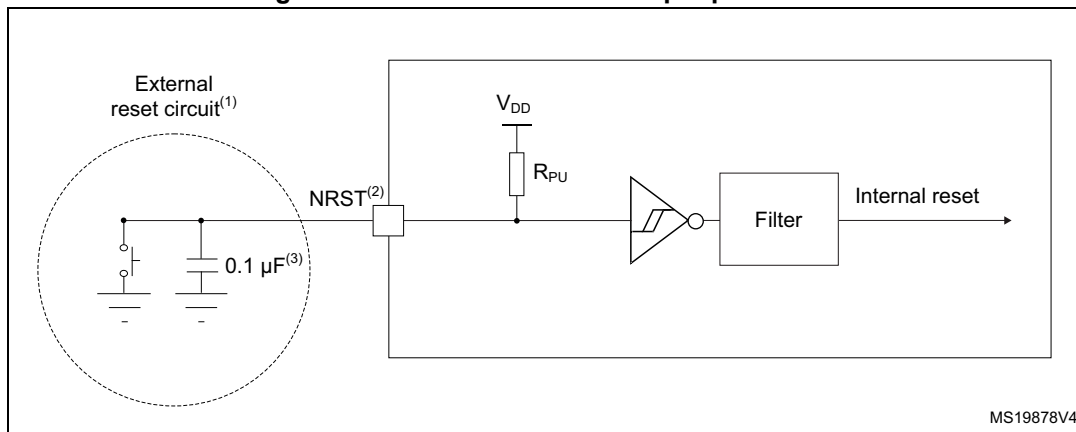 External
reset circuit(1)
VDD
RPU
NRST(2)
Filter
Internal reset
0.1 µF(3)
MS19878V4